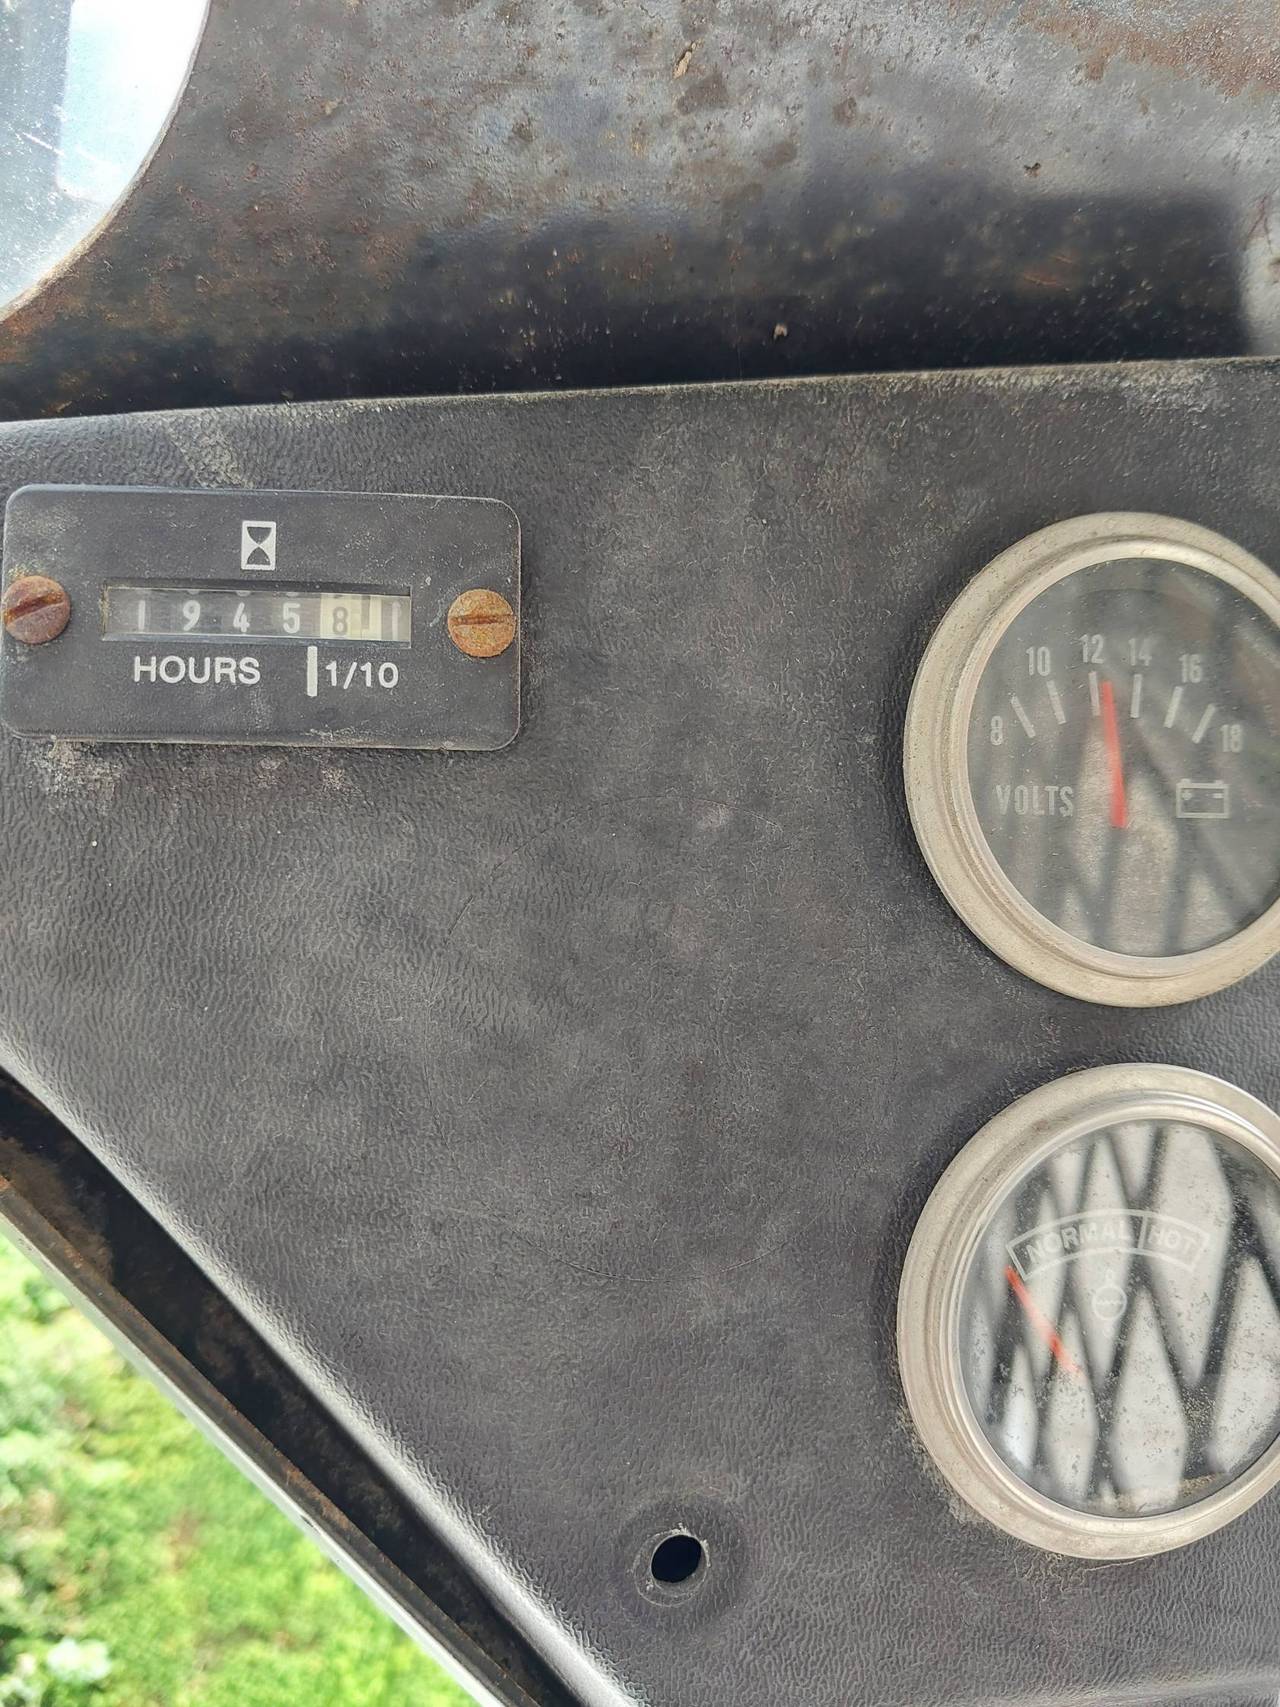 1 9 4 5 8
HOURS 1/10
8 10 12 14 16 18
VOLTS
NORMAL HOT